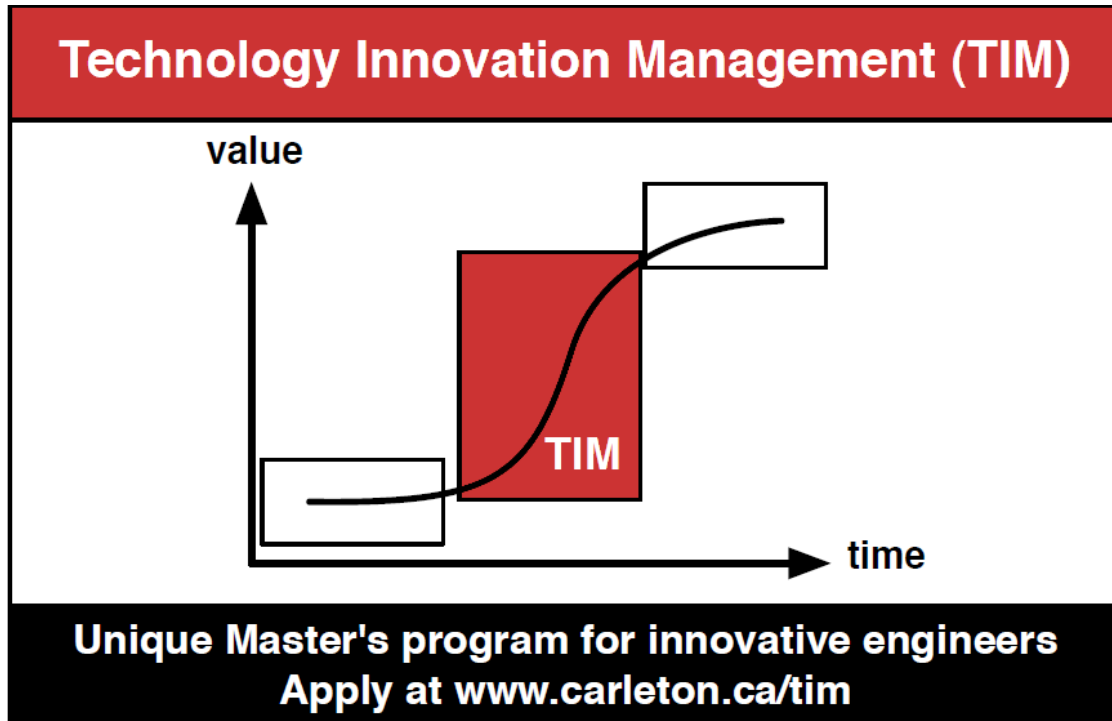 Technology Innovation Management (TIM)
value
TIM
time
Unique Master's program for innovative engineers
Apply at www.carleton.ca/tim